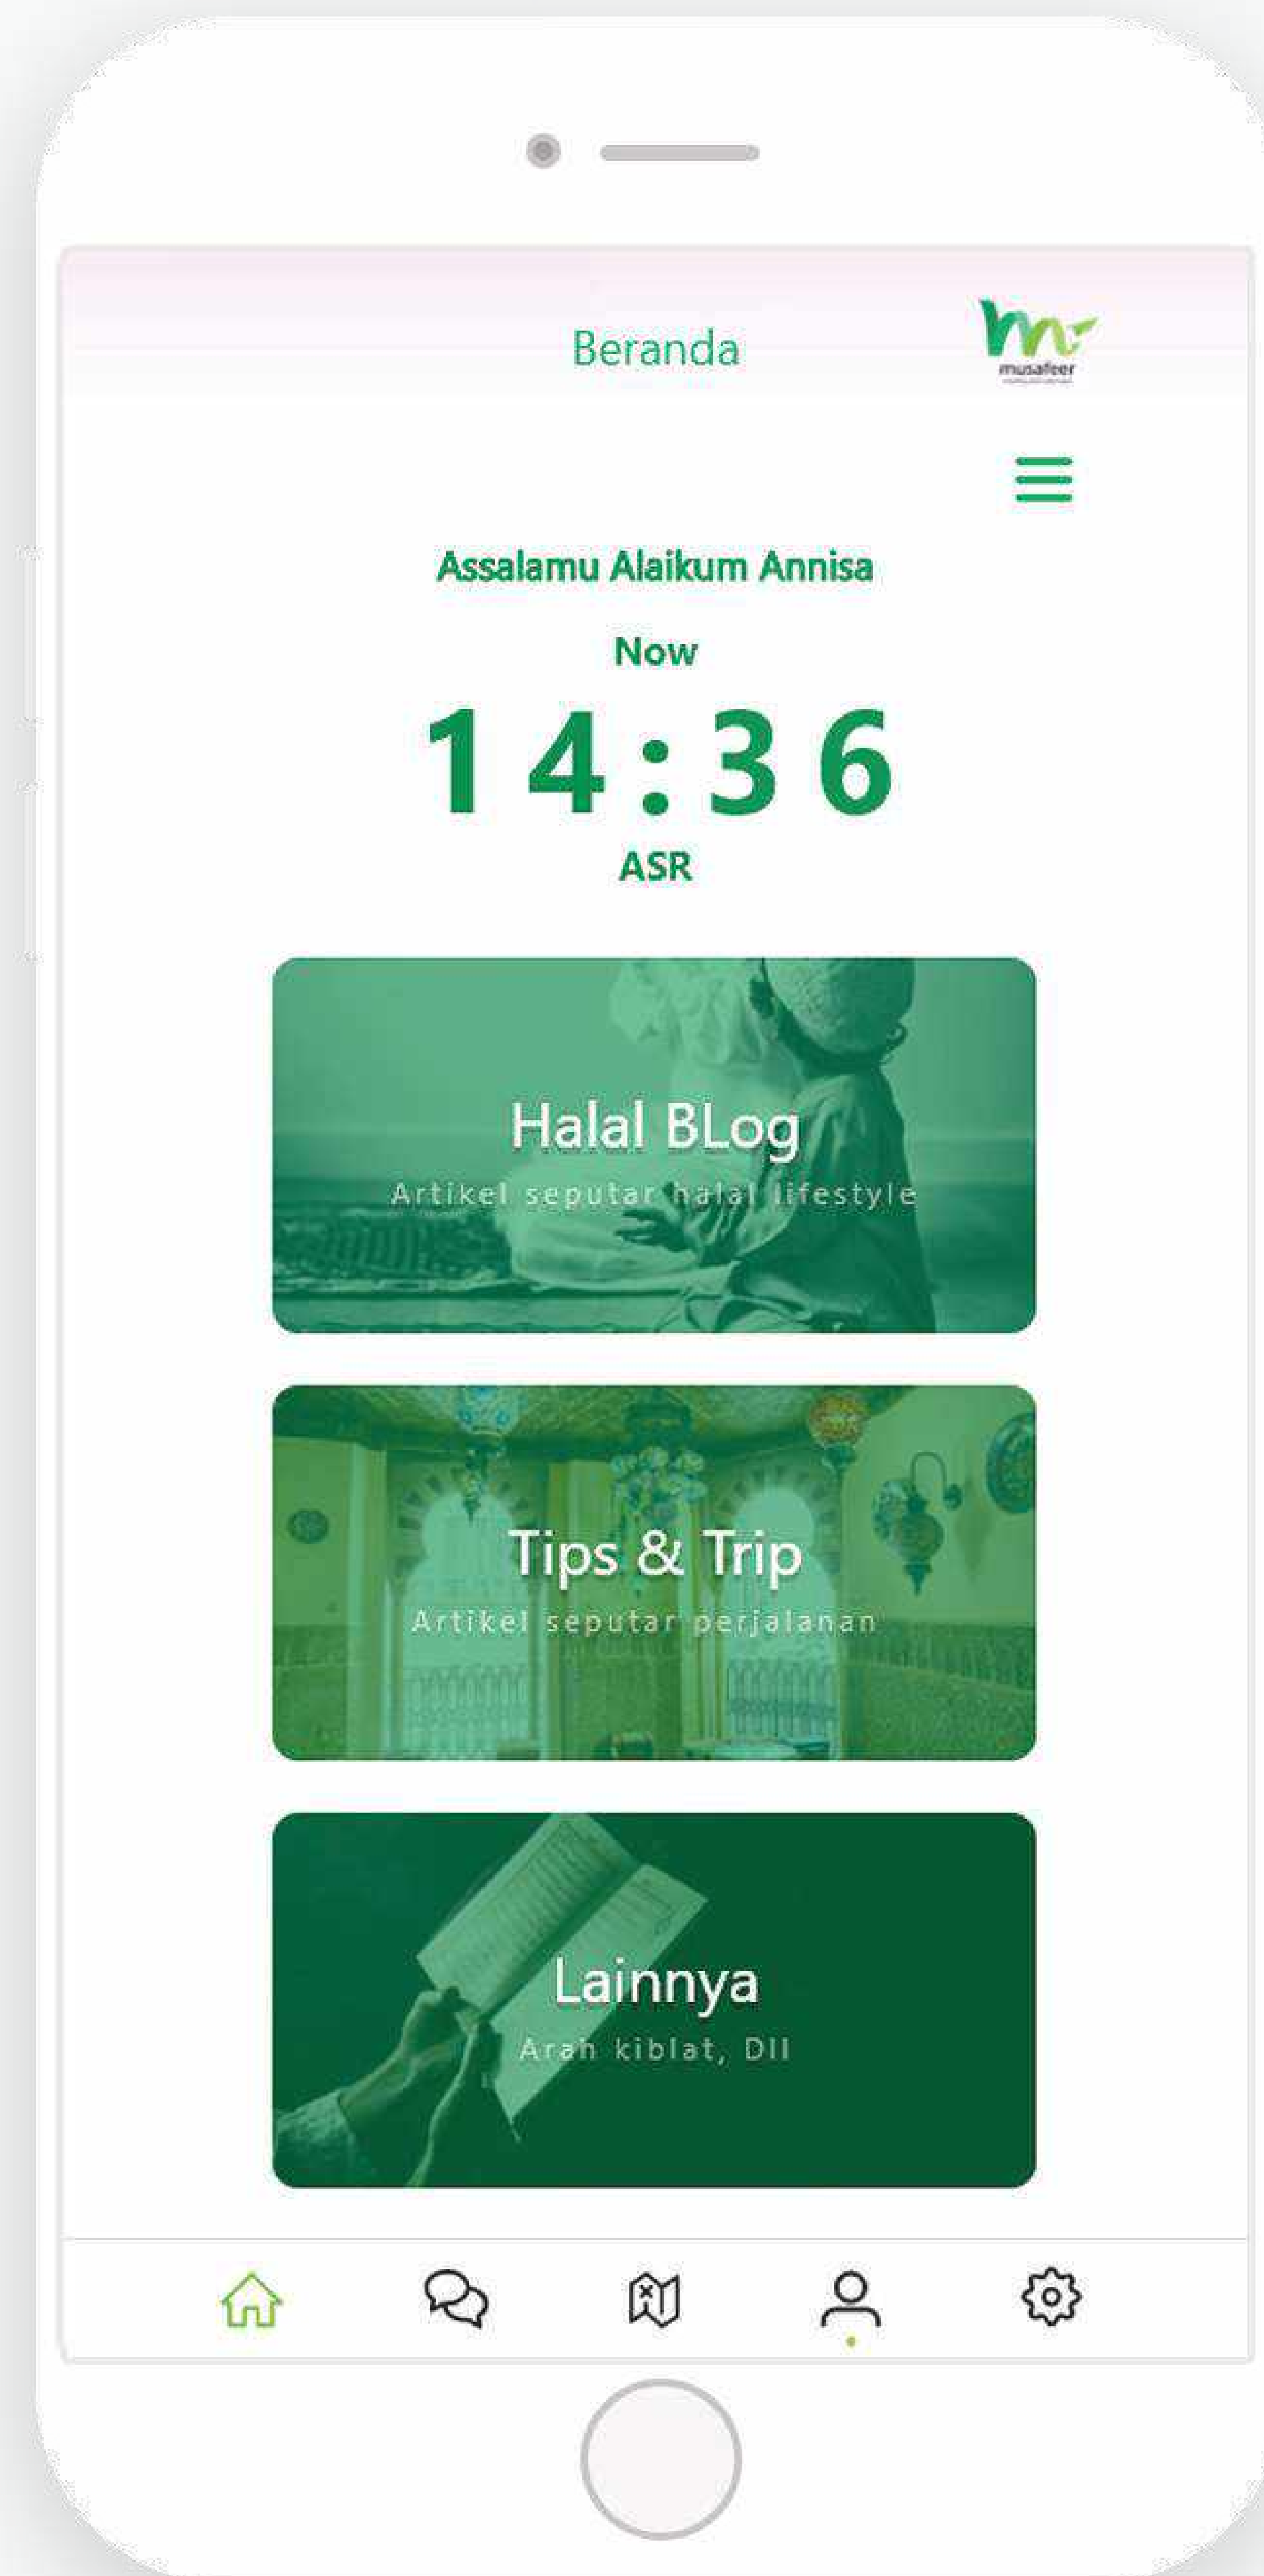 Beranda
musafeer
Assalamu Alaikum Annisa
Now
14:36
ASR
Halal BLog
Artikel seputar halal lifestyle
Tips & Trip
Artikel seputar perjalanan
Lainnya
Arah kiblat, Dll